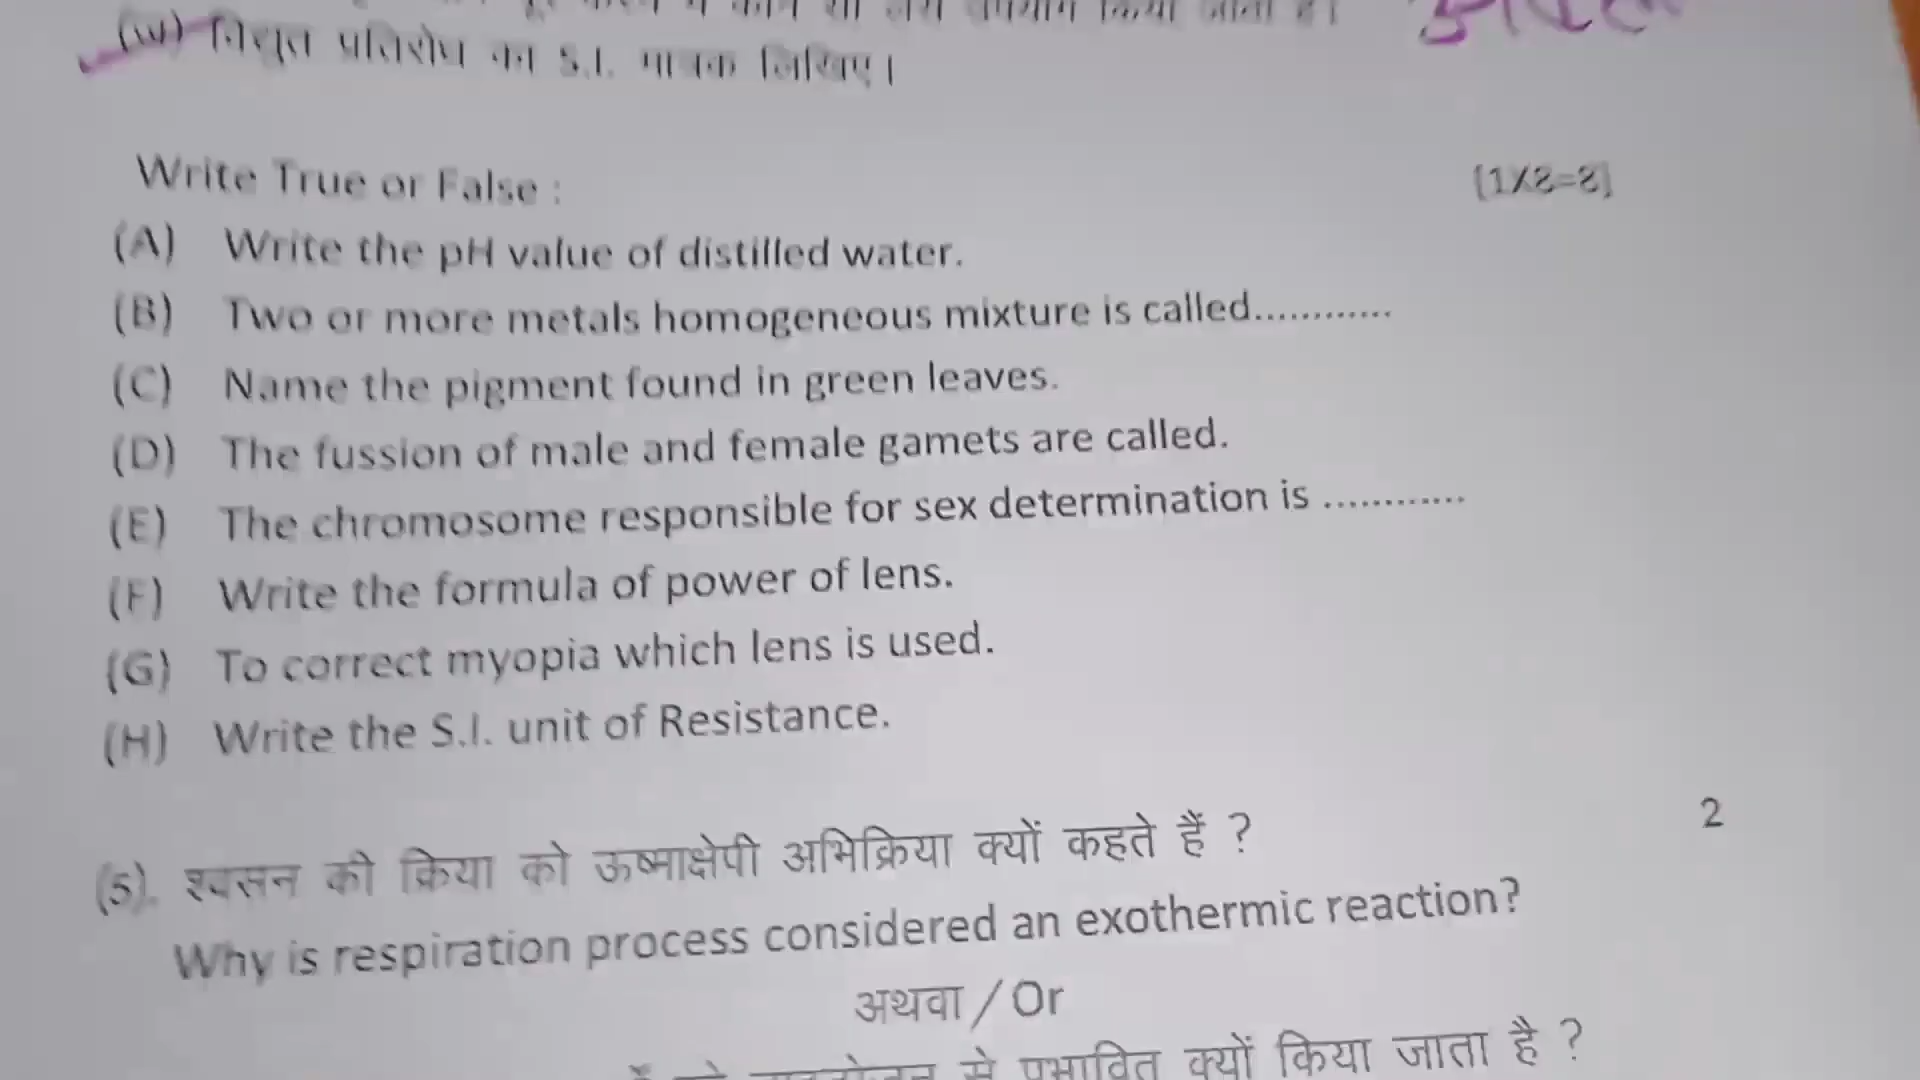 किया जाता है।
(W) विद्युत प्रतिरोध का S.I. मात्रक लिखिए।
Write True or False : [1X8=8]
(A) Write the pH value of distilled water.
(B) Two or more metals homogeneous mixture is called............
(C) Name the pigment found in green leaves.
(D) The fussion of male and female gamets are called.
(E) The chromosome responsible for sex determination is ............
(F) Write the formula of power of lens.
(G) To correct myopia which lens is used.
(H) Write the S.I. unit of Resistance.
(5). श्वसन की क्रिया को ऊष्माक्षेपी अभिक्रिया क्यों कहते हैं ? 2
Why is respiration process considered an exothermic reaction?
अथवा / Or
से प्रभावित क्यों किया जाता है ?